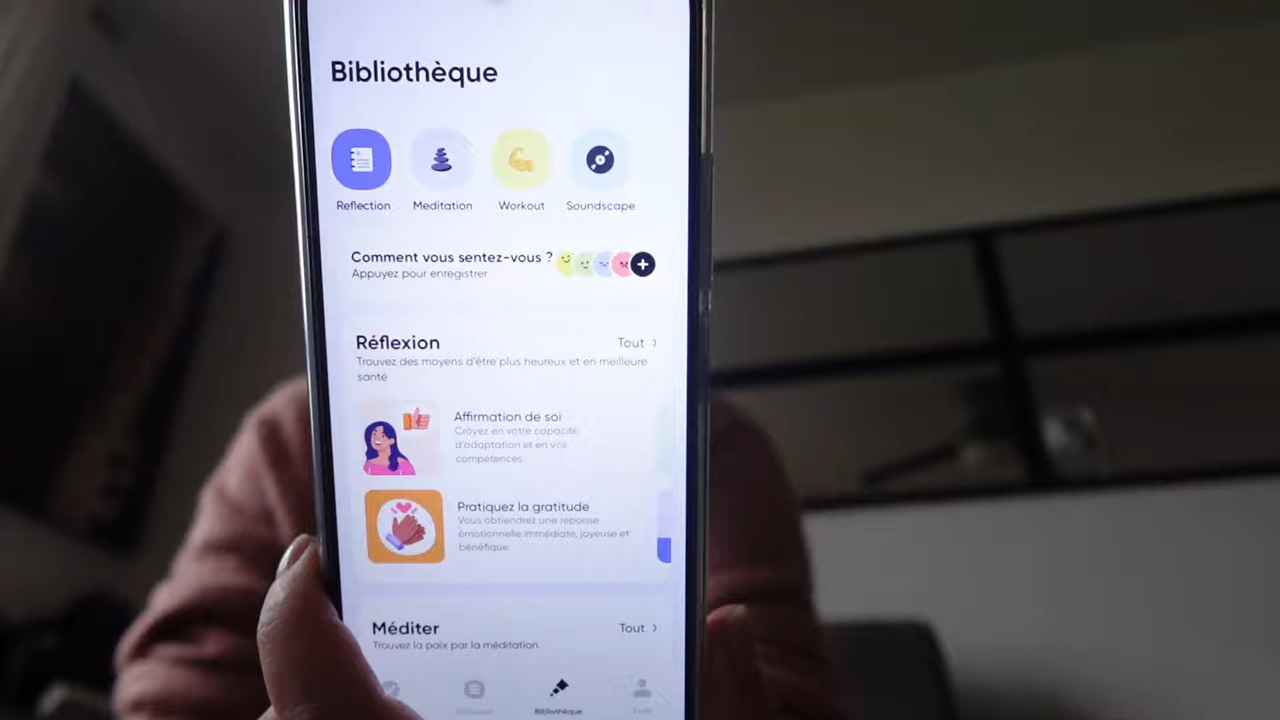 Bibliothèque
Reflection
Meditation
Workout
Soundscape
Comment vous sentez-vous ?
Appuyez pour enregistrer
Réflexion
Tout
Trouvez des moyens d'être plus heureux et en meilleure
santé
Affirmation de soi
Croyez en votre capacité
d'adaptation et en vos
compétences.
Pratiquez la gratitude
Vous obtiendrez une réponse
émotionnelle immédiate, joyeuse et
bénéfique.
Méditer
Tout
Trouvez la paix par la méditation.
Bibliothèque